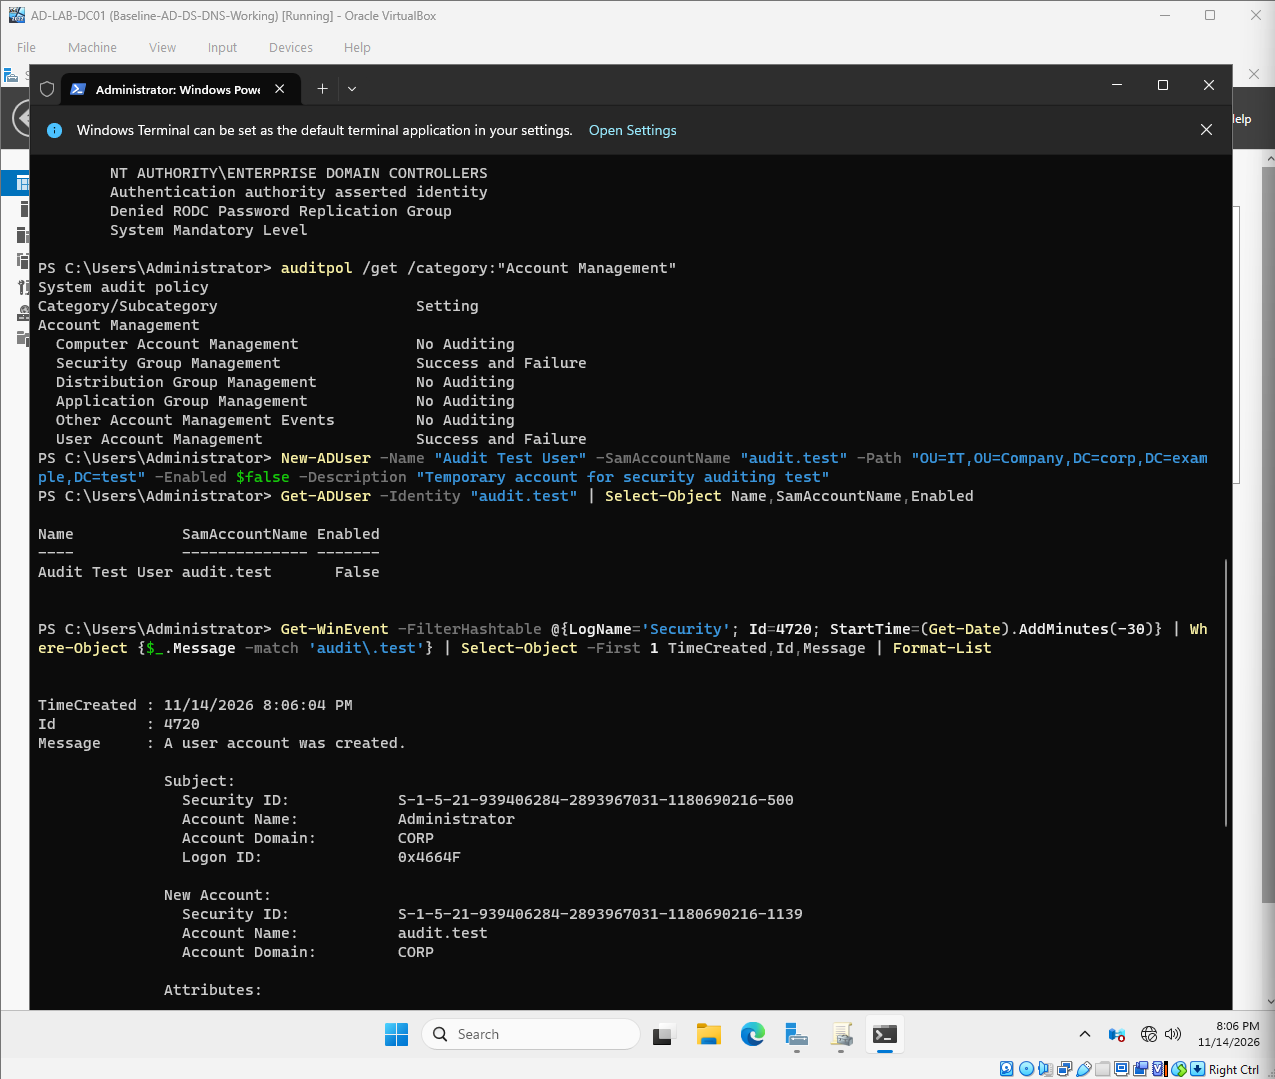 AD-LAB-DC01 (Baseline-AD-DS-DNS-Working) [Running] - Oracle VirtualBox
File Machine View Input Devices Help
Administrator: Windows Powe
Windows Terminal can be set as the default terminal application in your settings. Open Settings
elp
NT AUTHORITY\ENTERPRISE DOMAIN CONTROLLERS
Authentication authority asserted identity
Denied RODC Password Replication Group
System Mandatory Level
PS C:\Users\Administrator> auditpol /get /category:"Account Management"
System audit policy
Category/Subcategory Setting
Account Management
Computer Account Management No Auditing
Security Group Management Success and Failure
Distribution Group Management No Auditing
Application Group Management No Auditing
Other Account Management Events No Auditing
User Account Management Success and Failure
PS C:\Users\Administrator> New-ADUser -Name "Audit Test User" -SamAccountName "audit.test" -Path "OU=IT,OU=Company,DC=corp,DC=exam
ple,DC=test" -Enabled $false -Description "Temporary account for security auditing test"
PS C:\Users\Administrator> Get-ADUser -Identity "audit.test" | Select-Object Name,SamAccountName,Enabled
Name SamAccountName Enabled
---- -------------- -------
Audit Test User audit.test False
PS C:\Users\Administrator> Get-WinEvent -FilterHashtable @{LogName='Security'; Id=4720; StartTime=(Get-Date).AddMinutes(-30)} | Wh
ere-Object {$_.Message -match 'audit\.test'} | Select-Object -First 1 TimeCreated,Id,Message | Format-List
TimeCreated : 11/14/2026 8:06:04 PM
Id : 4720
Message : A user account was created.
Subject:
Security ID: S-1-5-21-939406284-2893967031-1180690216-500
Account Name: Administrator
Account Domain: CORP
Logon ID: 0x4664F
New Account:
Security ID: S-1-5-21-939406284-2893967031-1180690216-1139
Account Name: audit.test
Account Domain: CORP
Attributes:
Search
8:06 PM
11/14/2026
Right Ctrl